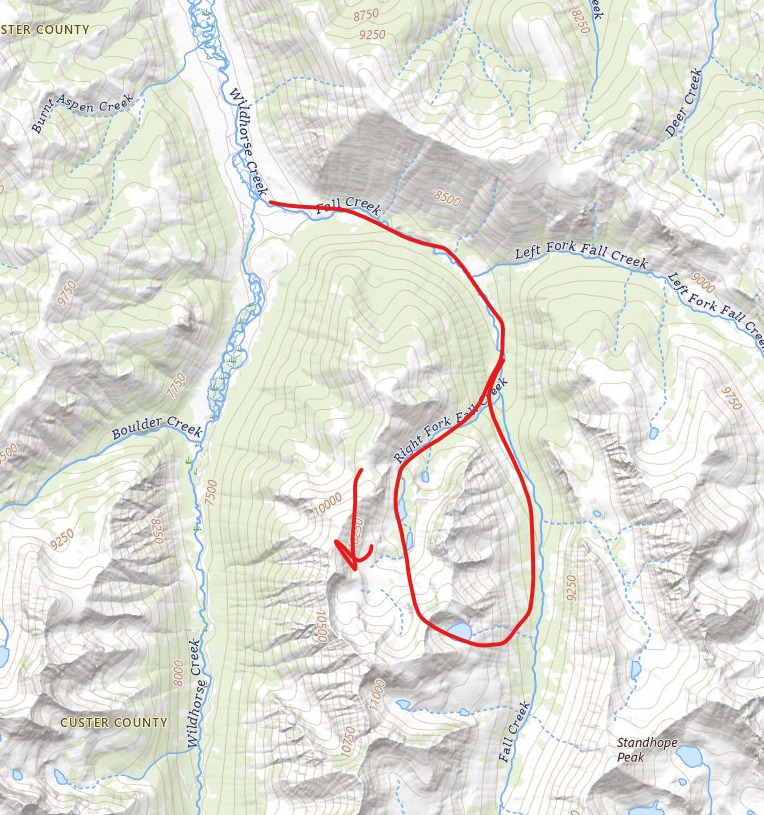 8750
9250
8250
STER COUNTY
Burnt Aspen Creek
Wildhorse Creek
Deer Creek
Fall Creek
8500
Left Fork Fall Creek
9000
Left Fork Fall Creek
9750
7750
9750
Right Fork Fall Creek
Boulder Creek
7500
10000
8250
9250
9250
10500
Wildhorse Creek
8000
11000
10750
CUSTER COUNTY
Fall Creek
Standhope
Peak